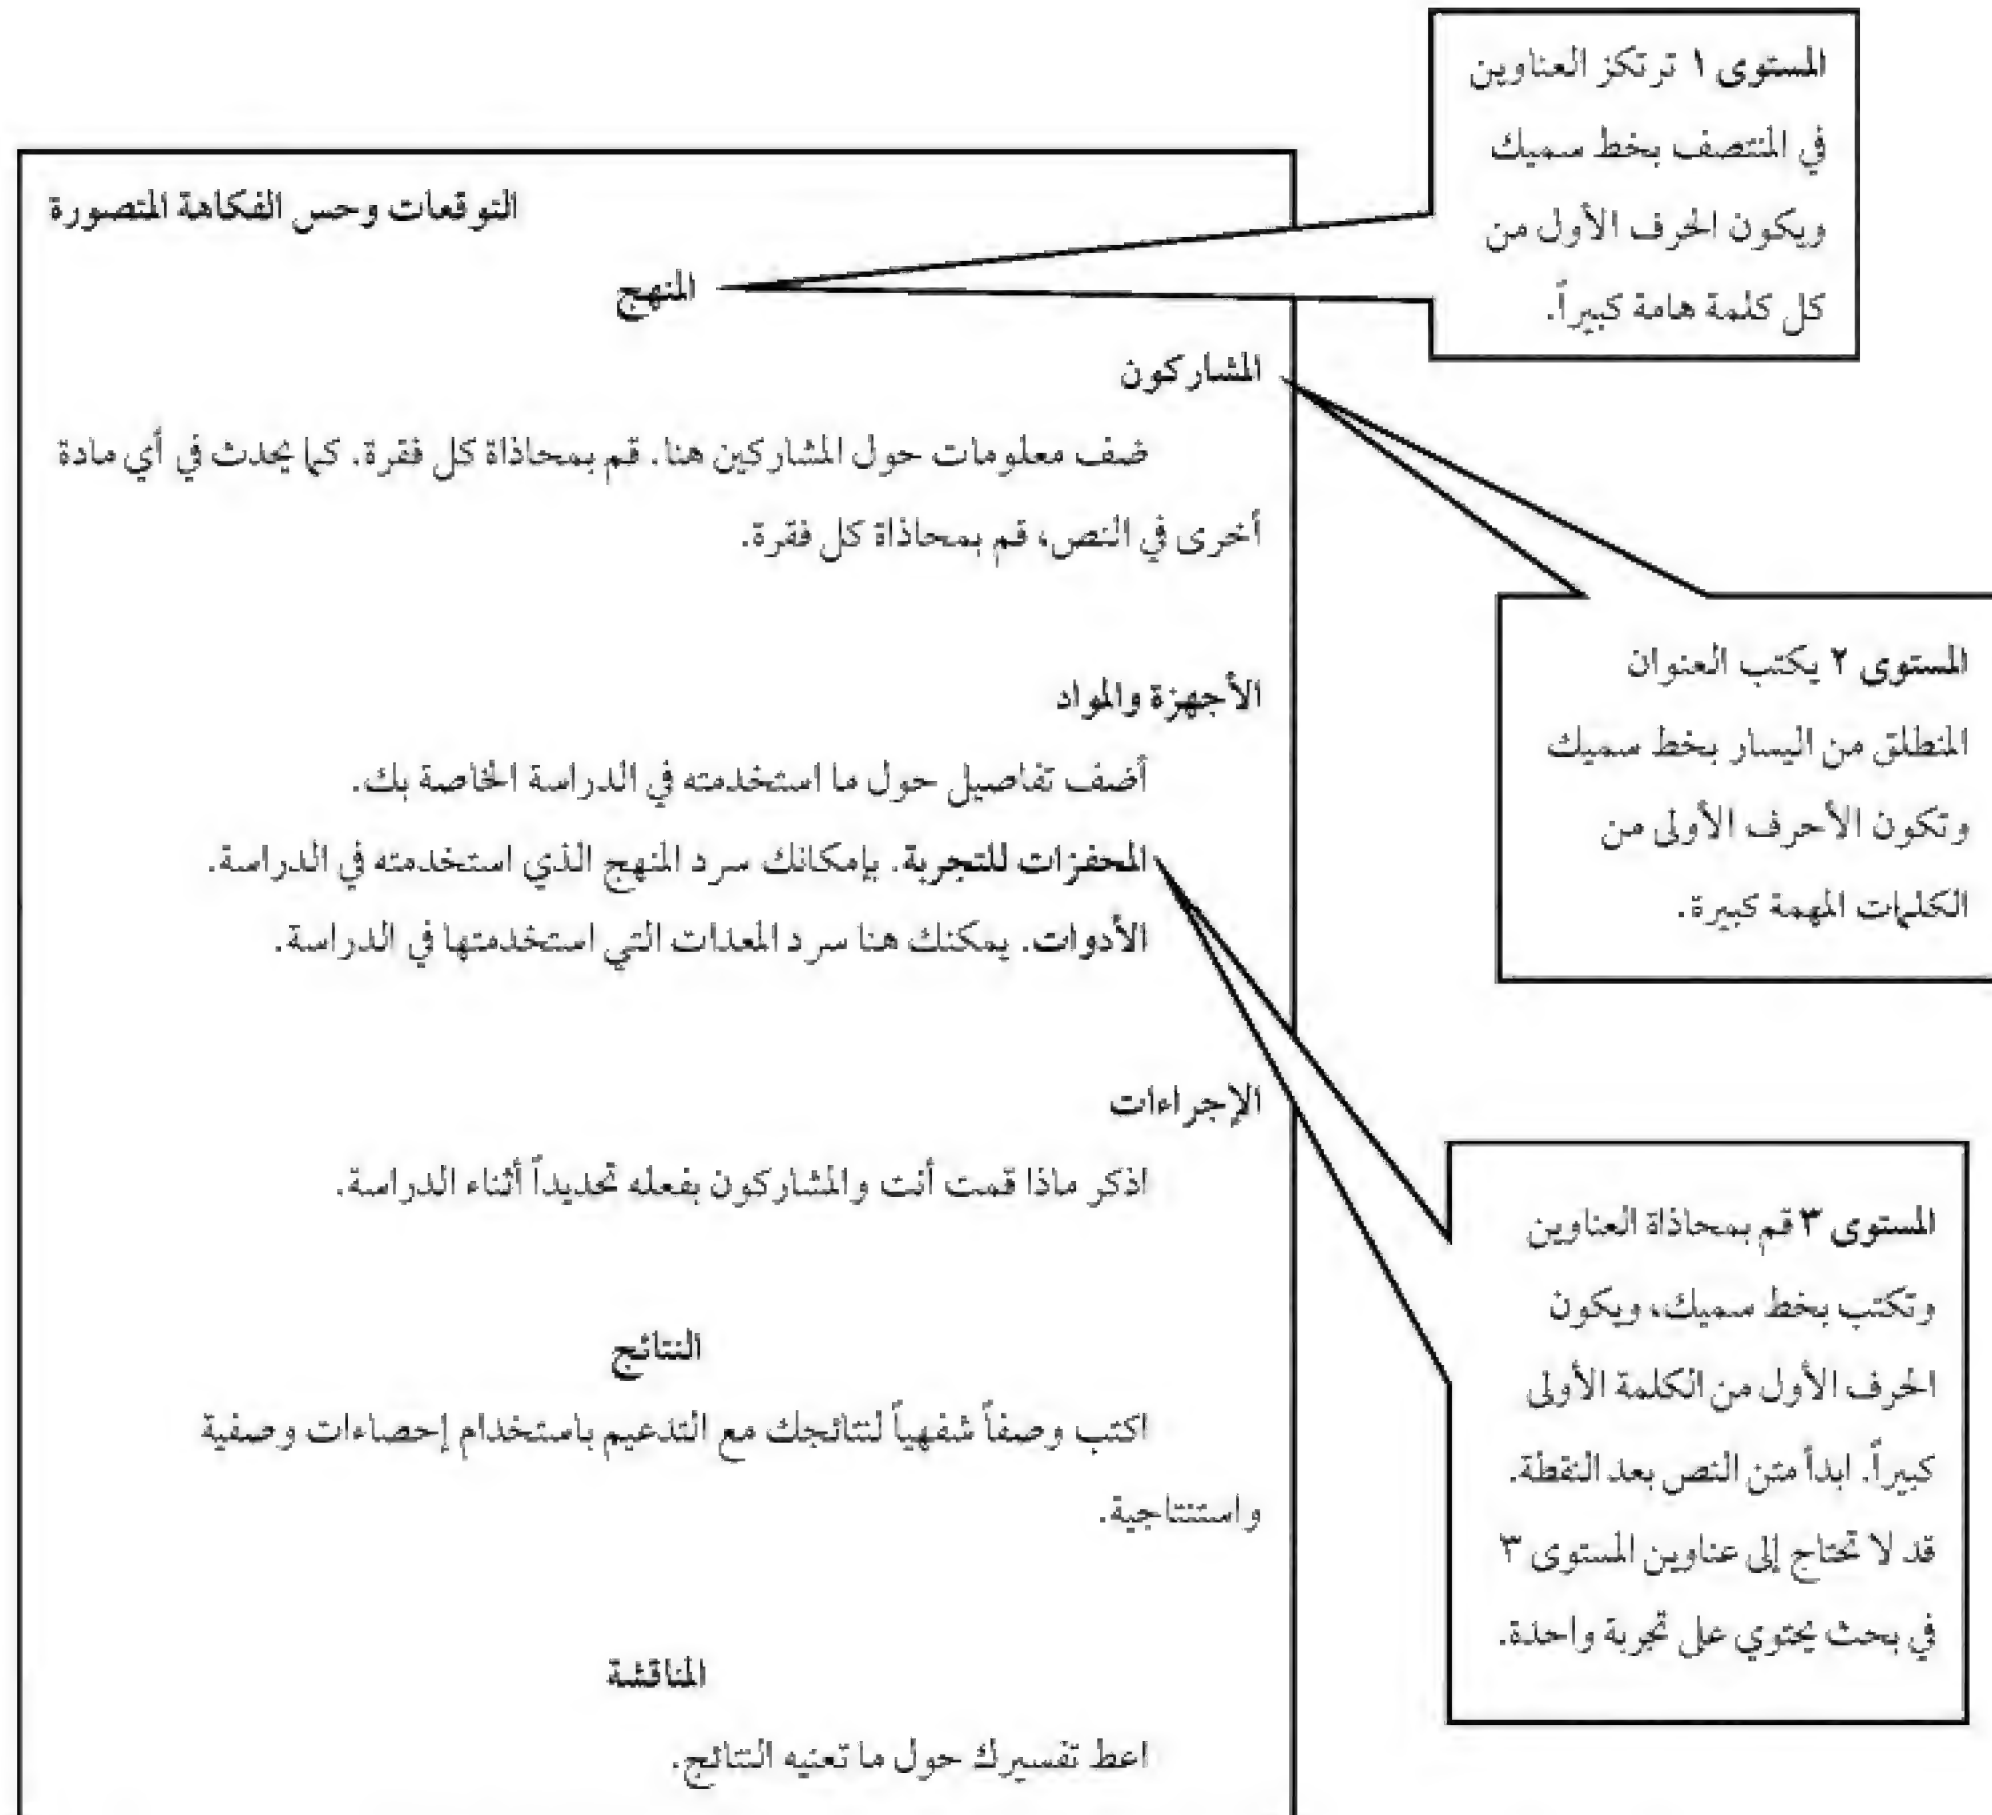 المستوى ١ ترتكز العناوين
في المنتصف بخط سميك
ويكون الحرف الأول من
كل كلمة هامة كبيراً.
التوقعات وحس الفكاهة المتصورة
المنهج
المشاركون
ضف معلومات حول المشاركين هنا. قم بمحاذاة كل فقرة. كما يحدث في أي مادة
أخرى في النص، قم بمحاذاة كل فقرة.
المستوى ٢ يكتب العنوان
المنطلق من اليسار بخط سميك
وتكون الأحرف الأولى من
الكلمات المهمة كبيرة.
الأجهزة والمواد
أضف تفاصيل حول ما استخدمته في الدراسة الخاصة بك.
المحفزات للتجربة. بإمكانك سرد المنهج الذي استخدمته في الدراسة.
الأدوات. يمكنك هنا سرد المعدات التي استخدمتها في الدراسة.
الإجراءات
اذكر ماذا قمت أنت والمشاركون بفعله تحديداً أثناء الدراسة.
المستوى ٣ قم بمحاذاة العناوين
وتكتب بخط سميك، ويكون
الحرف الأول من الكلمة الأولى
كبيراً. ابدأ متن النص بعد النقطة.
قد لا تحتاج إلى عناوين المستوى ٣
في بحث يحتوي على تجربة واحدة.
النتائج
اكتب وصفاً شفهياً لنتائجك مع التدعيم باستخدام إحصاءات وصفية
واستنتاجية.
المناقشة
اعط تفسيرك حول ما تعنيه النتائج.